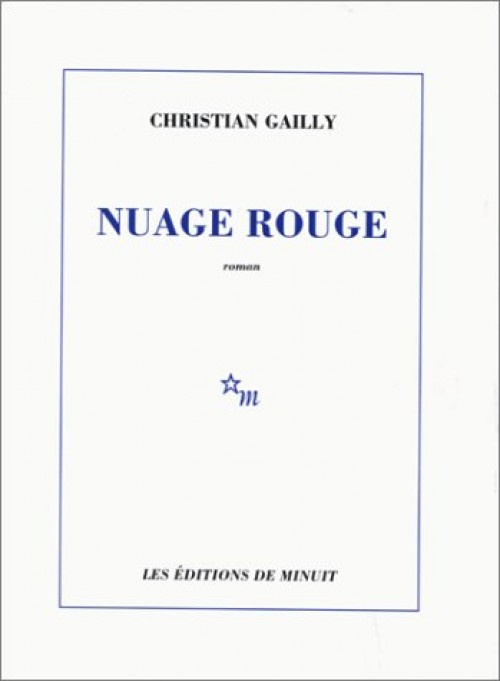 CHRISTIAN GAILLY
NUAGE ROUGE
roman
m
LES ÉDITIONS DE MINUIT